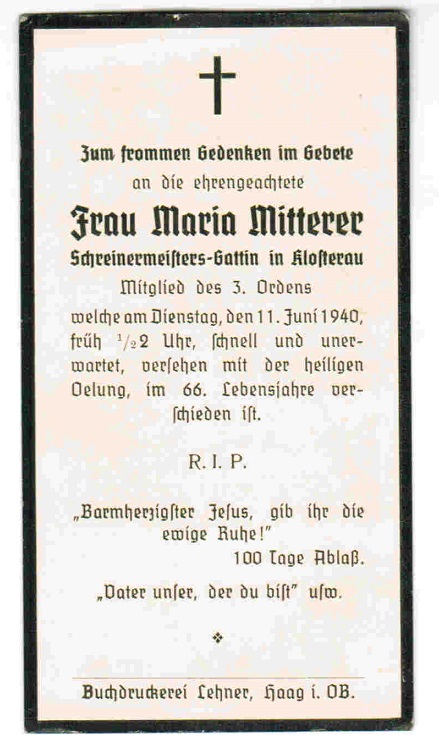 Zum frommen Gedenken im Gebete
an die ehrengeachtete
Frau Maria Mitterer
Schreinermeisters-Gattin in Klosterau
Mitglied des 3. Ordens
welche am Dienstag, den 11. Juni 1940,
früh ½2 Uhr, schnell und uner-
wartet, versehen mit der heiligen
Oelung, im 66. Lebensjahre ver-
schieden ist.
R. I. P.
„Barmherzigster Jesus, gib ihr die
ewige Ruhe!"
100 Tage Ablaß.
„Vater unser, der du bist" usw.
Buchdruckerei Lehner, Haag i. OB.